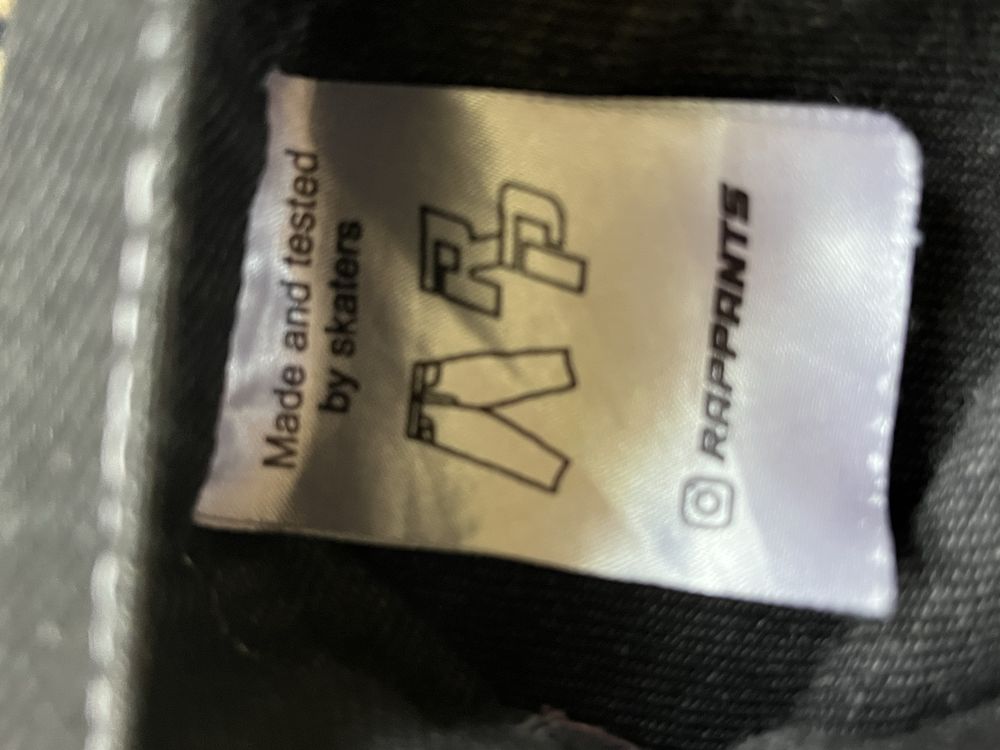 Made and tested
by skaters
RP
RAPPANTS